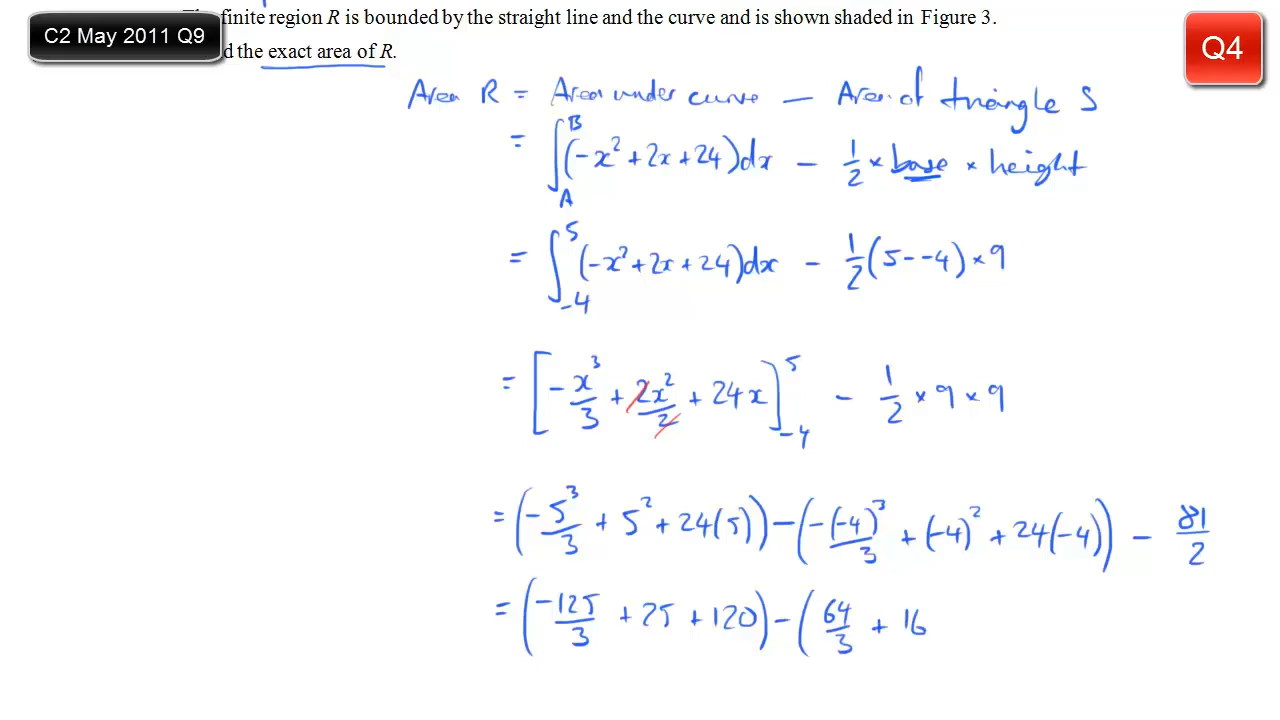 finite region R is bounded by the straight line and the curve and is shown shaded in Figure 3.
C2 May 2011 Q9
d the exact area of R.
Q4
Area R = Area under curve – Area of triangle S
= ∫_A^B (-x² + 2x + 24)dx – 1/2 × base × height
= ∫_-4^5 (-x² + 2x + 24)dx – 1/2 (5--4) × 9
= [-x³/3 + 2x²/2 + 24x]_-4^5 – 1/2 × 9 × 9
= (-5³/3 + 5² + 24(5)) – (-(-4)³/3 + (-4)² + 24(-4)) – 81/2
= (-125/3 + 25 + 120) – (64/3 + 16